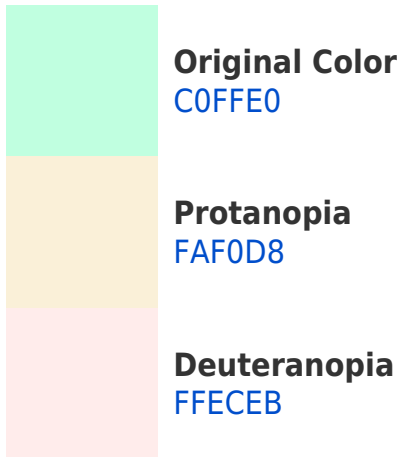 Original Color
C0FFE0
Protanopia
FAF0D8
Deuteranopia
FFECEB